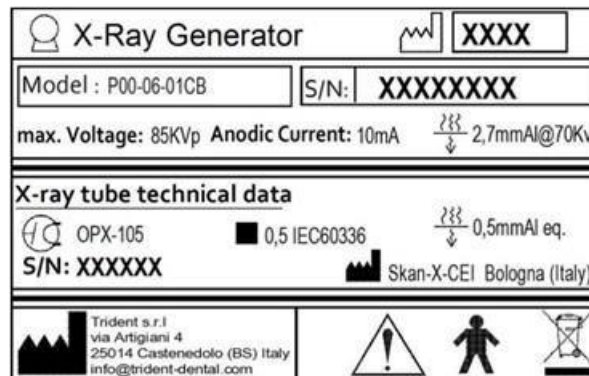 X-Ray Generator XXXX
Model : P00-06-01CB S/N: XXXXXXXX
max. Voltage: 85KVp Anodic Current: 10mA 2,7mmAl@70Kv
X-ray tube technical data
OPX-105 0,5 IEC60336 0,5mmAl eq.
S/N: XXXXXX Skan-X-CEI Bologna (Italy)
Trident s.r.l
via Artigiani 4
25014 Castenedolo (BS) Italy
info@trident-dental.com